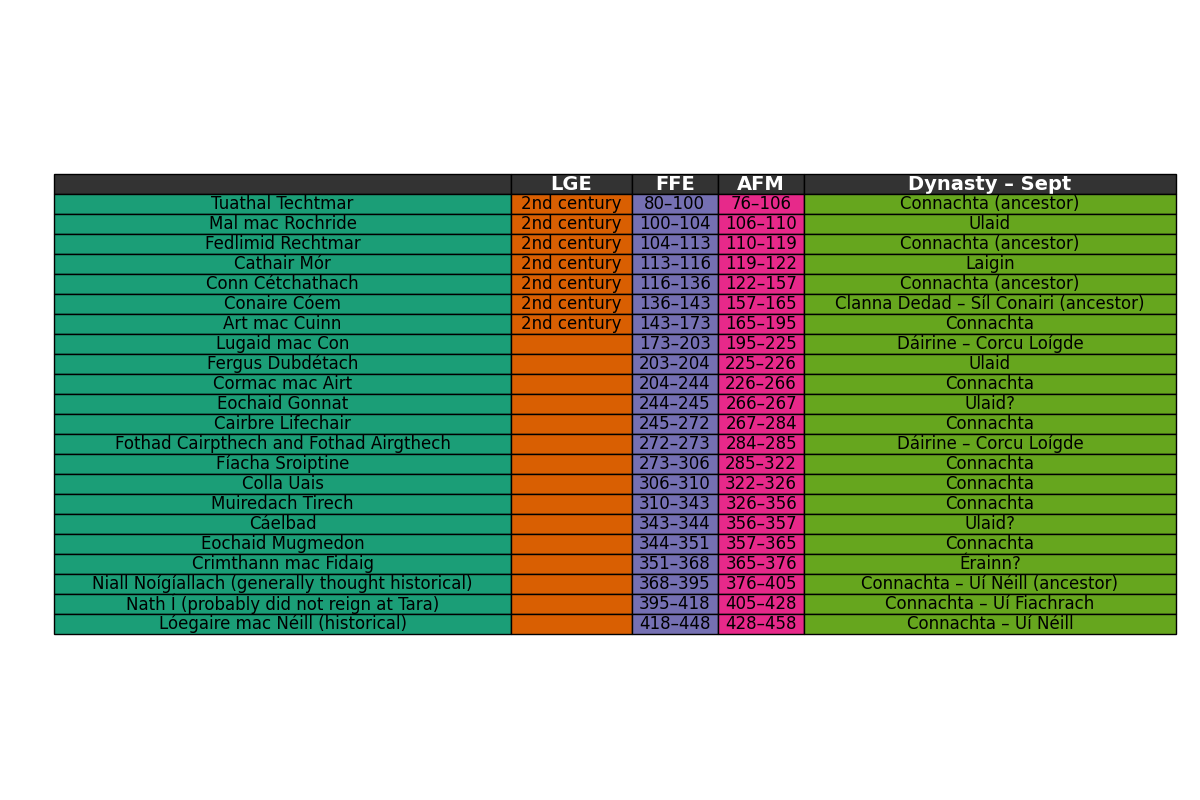 LGE FFE AFM Dynasty – Sept
Tuathal Techtmar 2nd century 80–100 76–106 Connachta (ancestor)
Mal mac Rochride 2nd century 100–104 106–110 Ulaid
Fedlimid Rechtmar 2nd century 104–113 110–119 Connachta (ancestor)
Cathair Mór 2nd century 113–116 119–122 Laigin
Conn Cétchathach 2nd century 116–136 122–157 Connachta (ancestor)
Conaire Cóem 2nd century 136–143 157–165 Clanna Dedad – Síl Conairi (ancestor)
Art mac Cuinn 2nd century 143–173 165–195 Connachta
Lugaid mac Con 173–203 195–225 Dáirine – Corcu Loígde
Fergus Dubdétach 203–204 225–226 Ulaid
Cormac mac Airt 204–244 226–266 Connachta
Eochaid Gonnat 244–245 266–267 Ulaid?
Cairbre Lifechair 245–272 267–284 Connachta
Fothad Cairpthech and Fothad Airgthech 272–273 284–285 Dáirine – Corcu Loígde
Fíacha Sroiptine 273–306 285–322 Connachta
Colla Uais 306–310 322–326 Connachta
Muiredach Tirech 310–343 326–356 Connachta
Cáelbad 343–344 356–357 Ulaid?
Eochaid Mugmedon 344–351 357–365 Connachta
Crimthann mac Fidaig 351–368 365–376 Érainn?
Niall Noígíallach (generally thought historical) 368–395 376–405 Connachta – Uí Néill (ancestor)
Nath I (probably did not reign at Tara) 395–418 405–428 Connachta – Uí Fiachrach
Lóegaire mac Néill (historical) 418–448 428–458 Connachta – Uí Néill